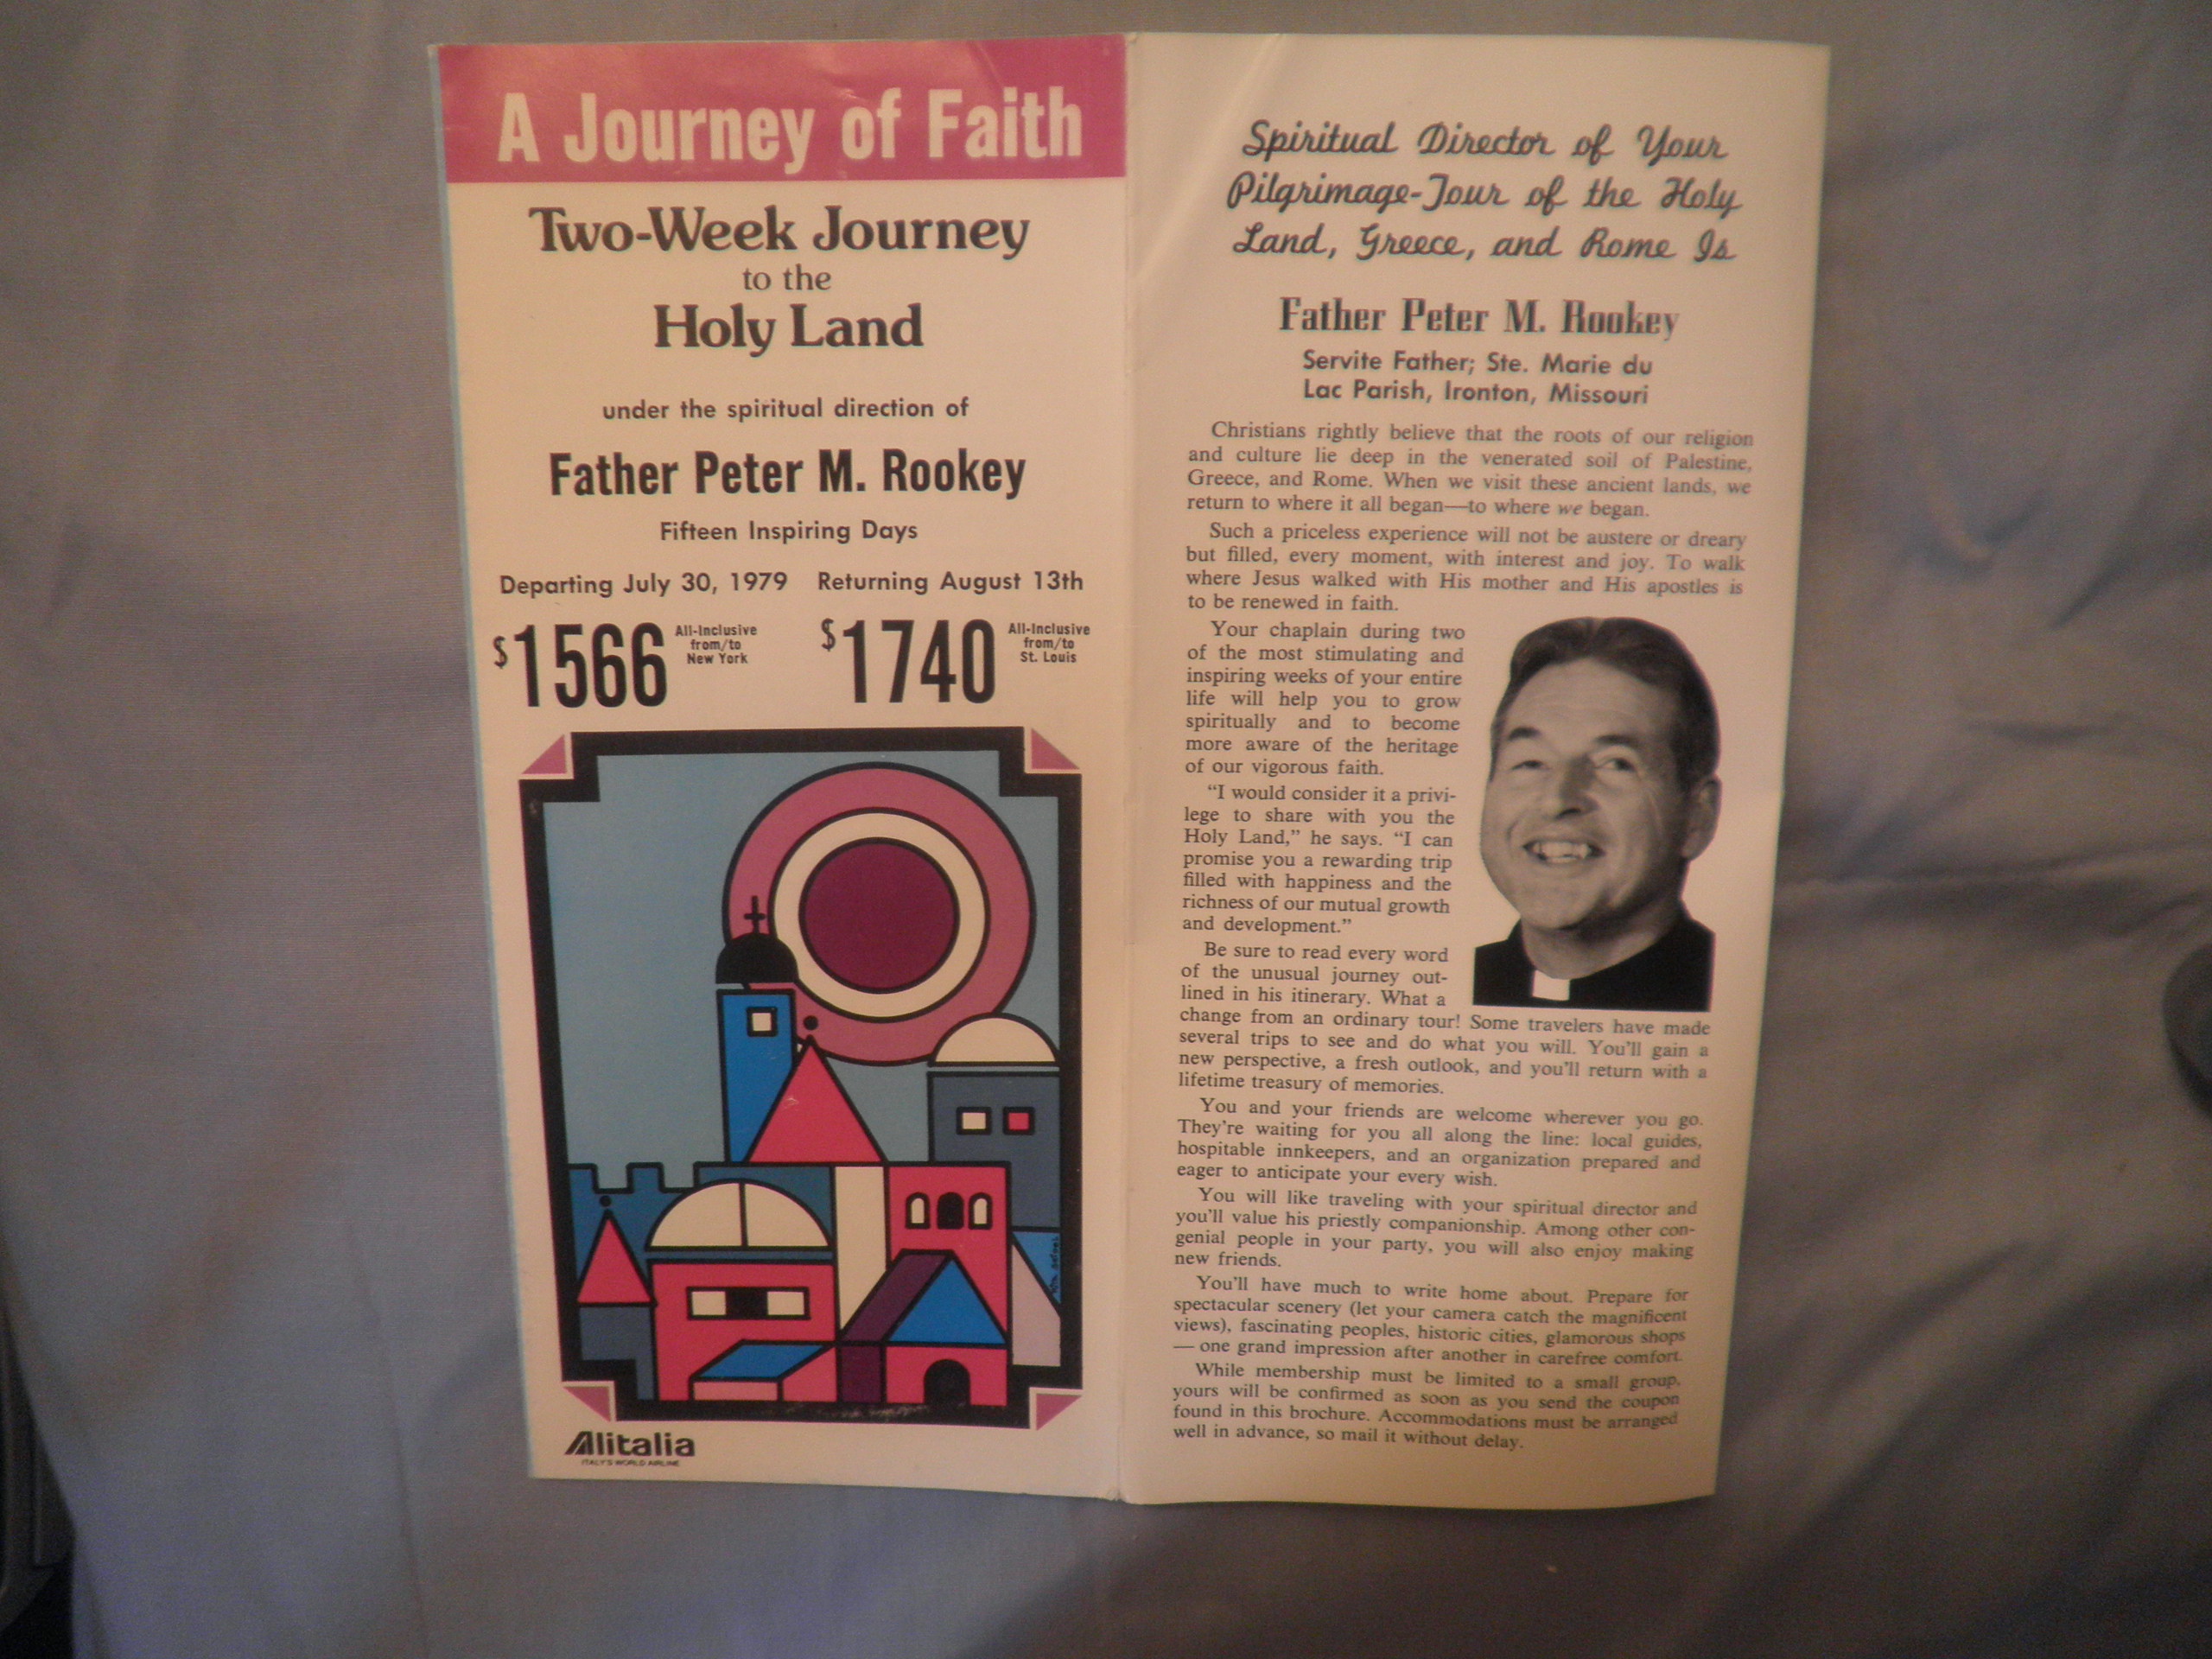 A Journey of Faith
Two-Week Journey
to the
Holy Land
under the spiritual direction of
Father Peter M. Rookey
Fifteen Inspiring Days
Departing July 30, 1979 Returning August 13th
$1566 All-Inclusive
from/to
New York
$1740 All-Inclusive
from/to
St. Louis
Alitalia
ITALY'S WORLD AIRLINE
Spiritual Director of Your
Pilgrimage-Tour of the Holy
Land, Greece, and Rome Is
Father Peter M. Rookey
Servite Father; Ste. Marie du
Lac Parish, Ironton, Missouri
Christians rightly believe that the roots of our religion
and culture lie deep in the venerated soil of Palestine,
Greece, and Rome. When we visit these ancient lands, we
return to where it all began—to where we began.
Such a priceless experience will not be austere or dreary
but filled, every moment, with interest and joy. To walk
where Jesus walked with His mother and His apostles is
to be renewed in faith.
Your chaplain during two
of the most stimulating and
inspiring weeks of your entire
life will help you to grow
spiritually and to become
more aware of the heritage
of our vigorous faith.
"I would consider it a privi-
lege to share with you the
Holy Land," he says. "I can
promise you a rewarding trip
filled with happiness and the
richness of our mutual growth
and development."
Be sure to read every word
of the unusual journey out-
lined in his itinerary. What a
change from an ordinary tour! Some travelers have made
several trips to see and do what you will. You'll gain a
new perspective, a fresh outlook, and you'll return with a
lifetime treasury of memories.
You and your friends are welcome wherever you go.
They're waiting for you all along the line: local guides,
hospitable innkeepers, and an organization prepared and
eager to anticipate your every wish.
You will like traveling with your spiritual director and
you'll value his priestly companionship. Among other con-
genial people in your party, you will also enjoy making
new friends.
You'll have much to write home about. Prepare for
spectacular scenery (let your camera catch the magnificent
views), fascinating peoples, historic cities, glamorous shops
— one grand impression after another in carefree comfort.
While membership must be limited to a small group,
yours will be confirmed as soon as you send the coupon
found in this brochure. Accommodations must be arranged
well in advance, so mail it without delay.